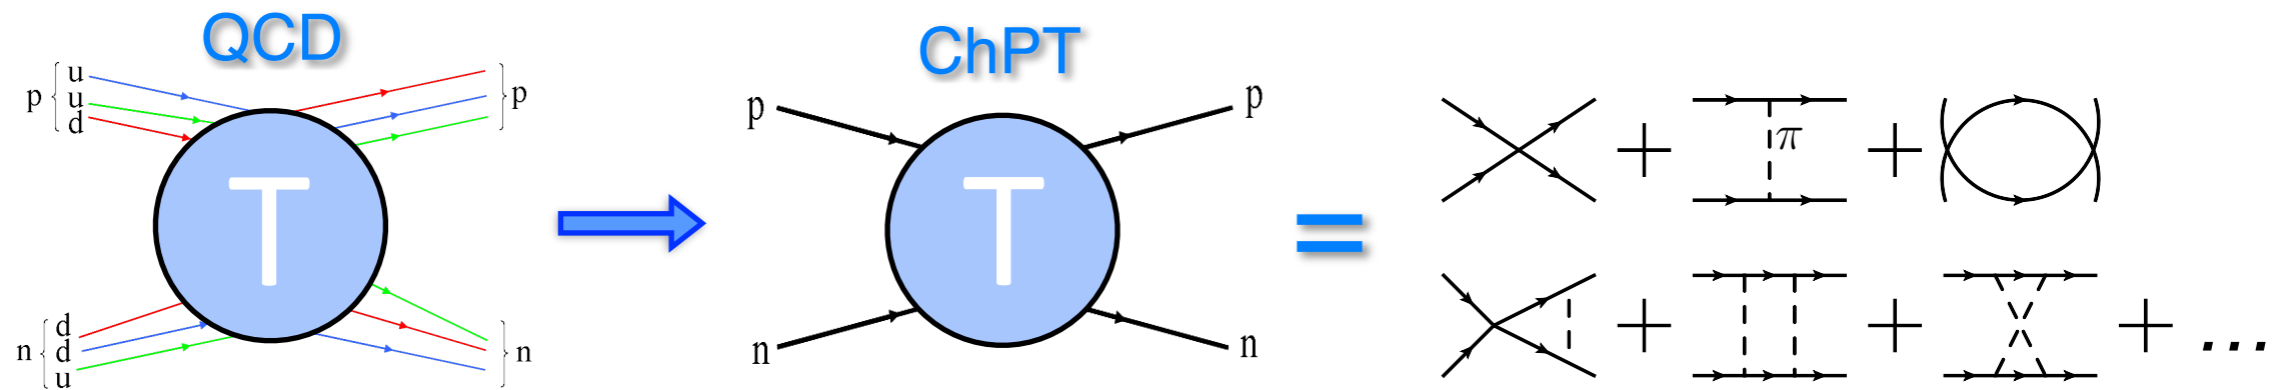 QCD
p { u
u
d
} p
T
n { d
d
u
} n
ChPT
p
p
T
n
n
=
+
π
+
+
+
+ ...